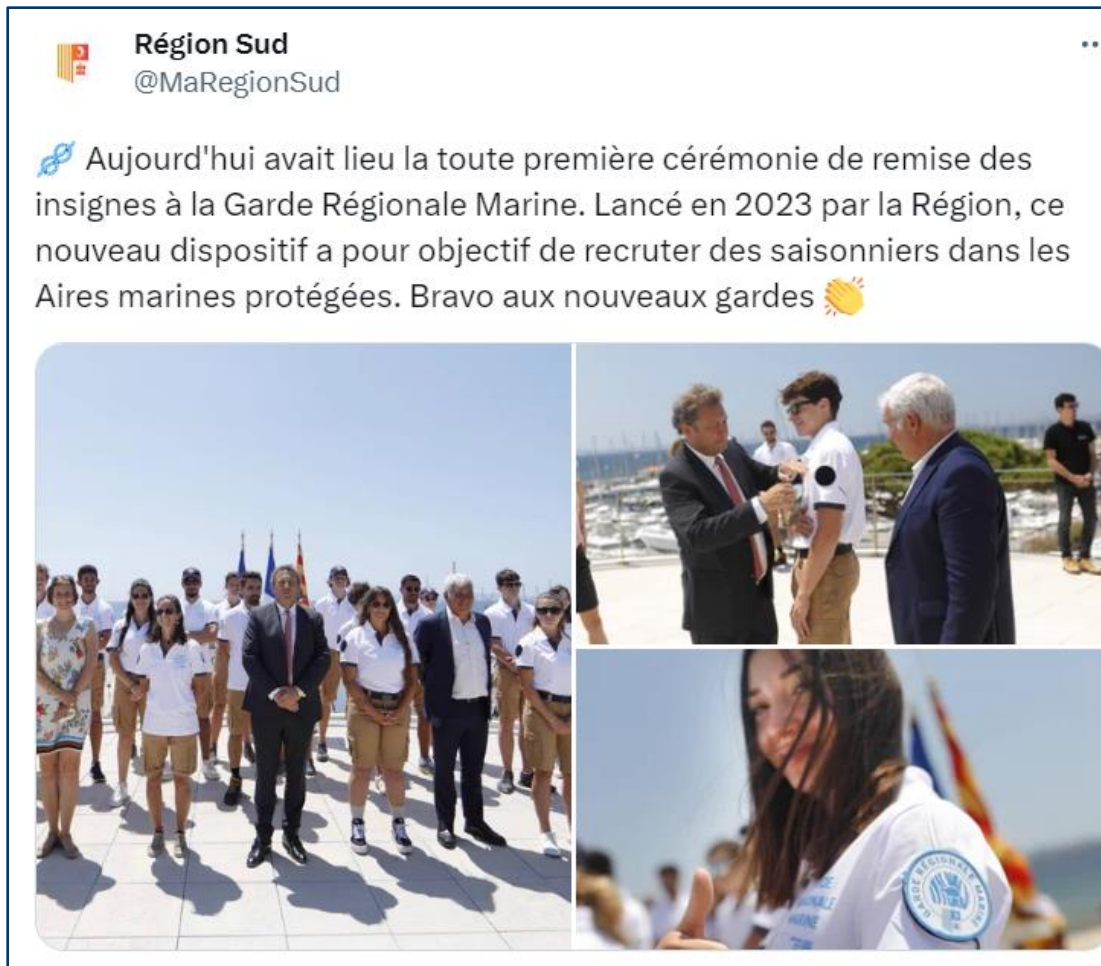 Région Sud
@MaRegionSud
Aujourd'hui avait lieu la toute première cérémonie de remise des
insignes à la Garde Régionale Marine. Lancé en 2023 par la Région, ce
nouveau dispositif a pour objectif de recruter des saisonniers dans les
Aires marines protégées. Bravo aux nouveaux gardes
GARDE RÉGIONALE MARINE
MARINE